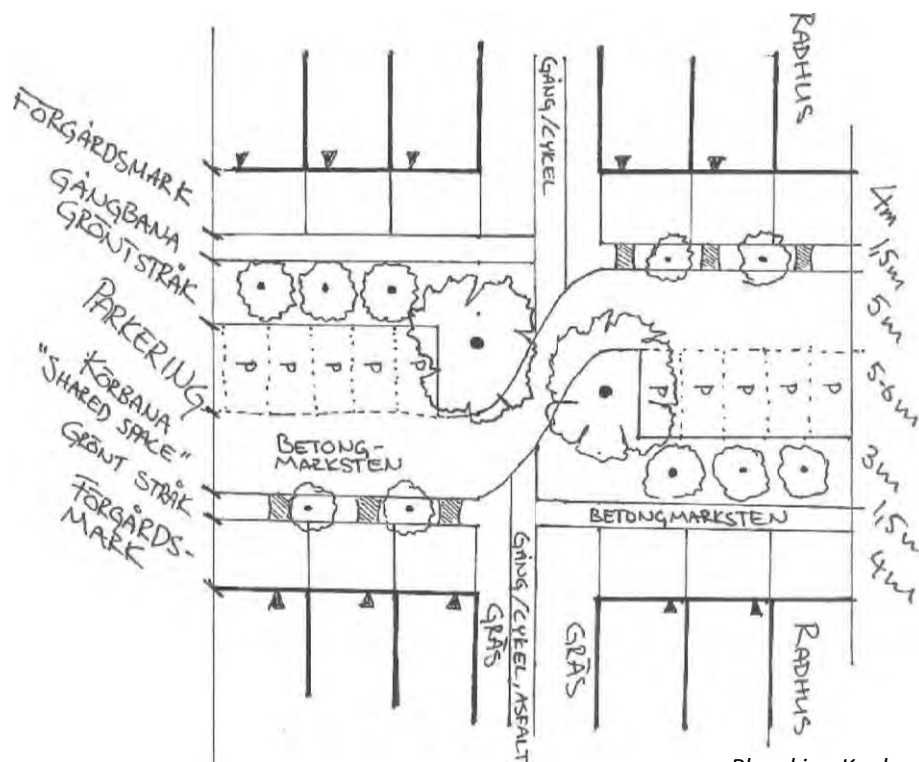 FÖRGÅRDSMARK
GÅNGBANA
GRÖNTSTRÅK
PARKERING
KÖRBANA
"SHARED SPACE"
GRÖNT STRÅK
FÖRGÅRDS-
MARK
GÅNG/CYKEL
RADHUS
4m
1,5m
5m
5-6m
3m
1,5m
4m
P P P P P
P P P P P
BETONG-
MARKSTEN
BETONGMARKSTEN
GRÄS
GÅNG/CYKEL, ASFALT
GRÄS
RADHUS